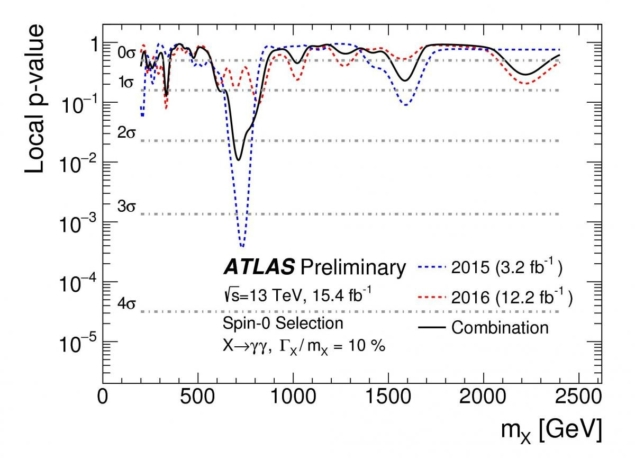 Local p-value
1
10⁻¹
10⁻²
10⁻³
10⁻⁴
10⁻⁵
0σ
1σ
2σ
3σ
4σ
ATLAS Preliminary
√s=13 TeV, 15.4 fb⁻¹
Spin-0 Selection
X→γγ, Γ_X/m_X = 10 %
2015 (3.2 fb⁻¹)
2016 (12.2 fb⁻¹)
Combination
0 500 1000 1500 2000 2500
m_X [GeV]